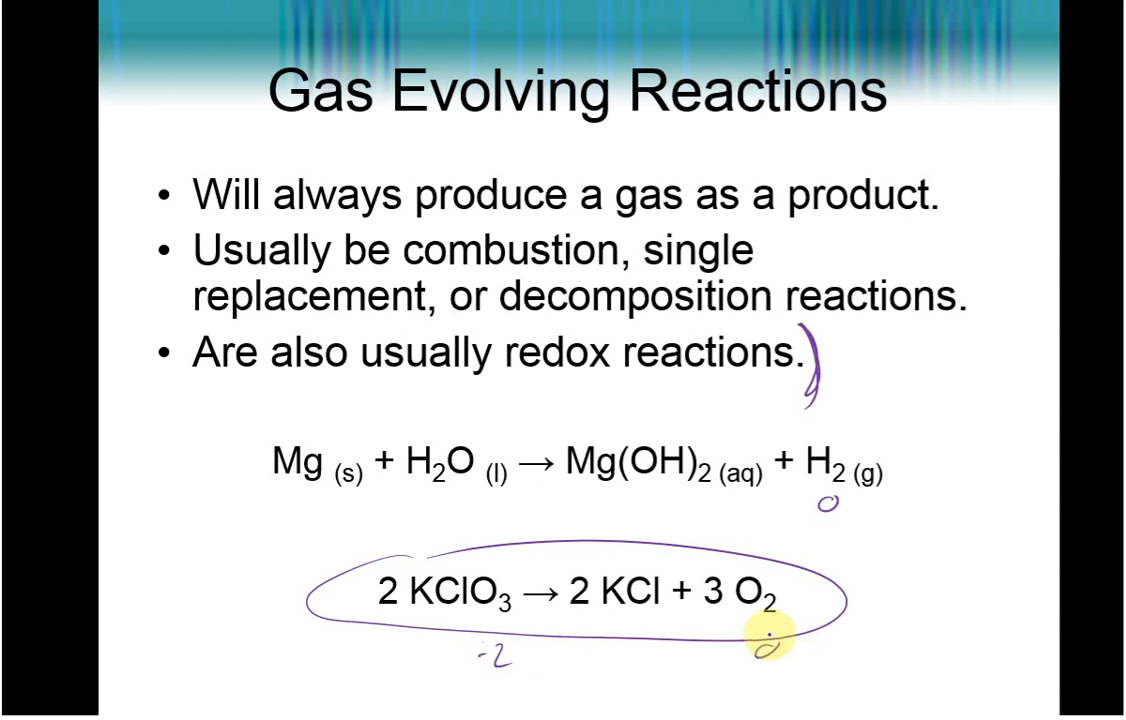 Gas Evolving Reactions
• Will always produce a gas as a product.
• Usually be combustion, single
replacement, or decomposition reactions.
• Are also usually redox reactions.
Mg (s) + H₂O (l) → Mg(OH)₂ (aq) + H₂ (g)
0
2 KClO₃ → 2 KCl + 3 O₂
-2 0